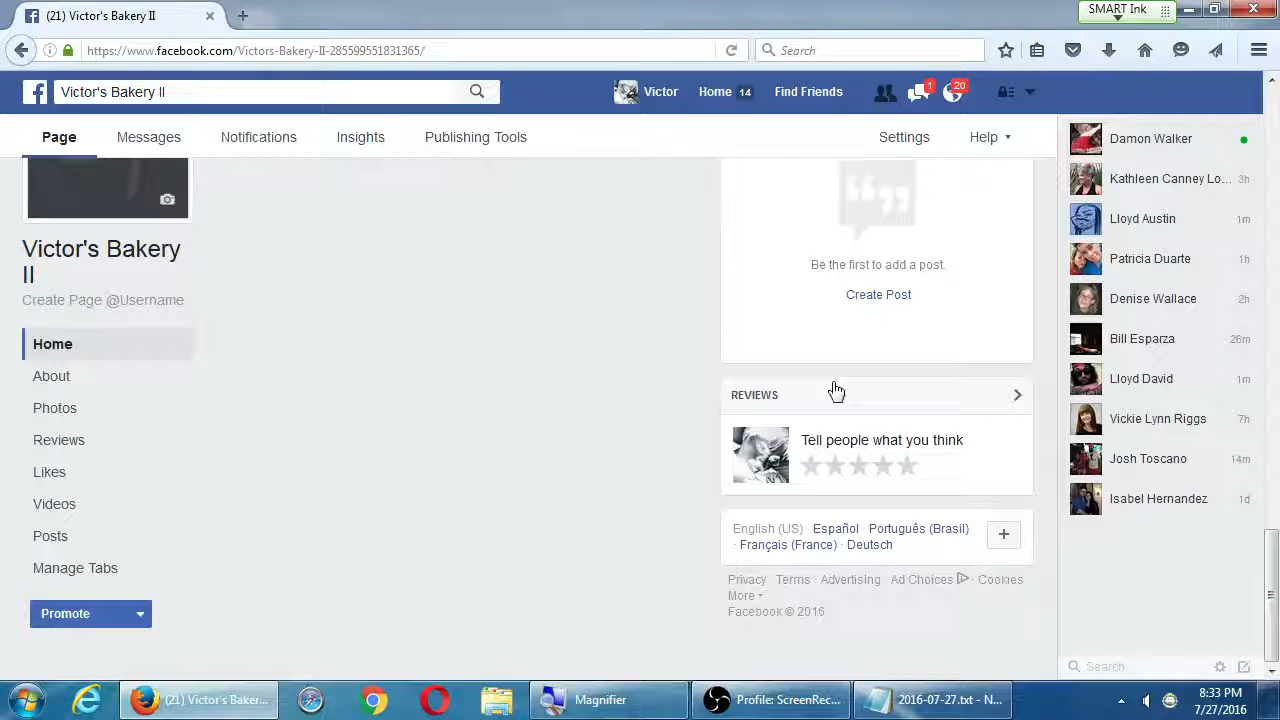 (21) Victor's Bakery II
SMART Ink
https://www.facebook.com/Victors-Bakery-II-285599551831365/
Search
Victor's Bakery II
Victor
Home 14
Find Friends
1
20
Page
Messages
Notifications
Insights
Publishing Tools
Settings
Help
Victor's Bakery
II
Create Page @Username
Home
About
Photos
Reviews
Likes
Videos
Posts
Manage Tabs
Promote
Be the first to add a post.
Create Post
REVIEWS
Tell people what you think
English (US) · Español · Português (Brasil)
· Français (France) · Deutsch
Privacy · Terms · Advertising · Ad Choices · Cookies
More
Facebook © 2016
Damon Walker
Kathleen Canney Lo... 3h
Lloyd Austin 1m
Patricia Duarte 1h
Denise Wallace 2h
Bill Esparza 26m
Lloyd David 1m
Vickie Lynn Riggs 7h
Josh Toscano 14m
Isabel Hernandez 1d
Search
(21) Victor's Baker...
Magnifier
Profile: ScreenRec...
2016-07-27.txt - N...
8:33 PM
7/27/2016